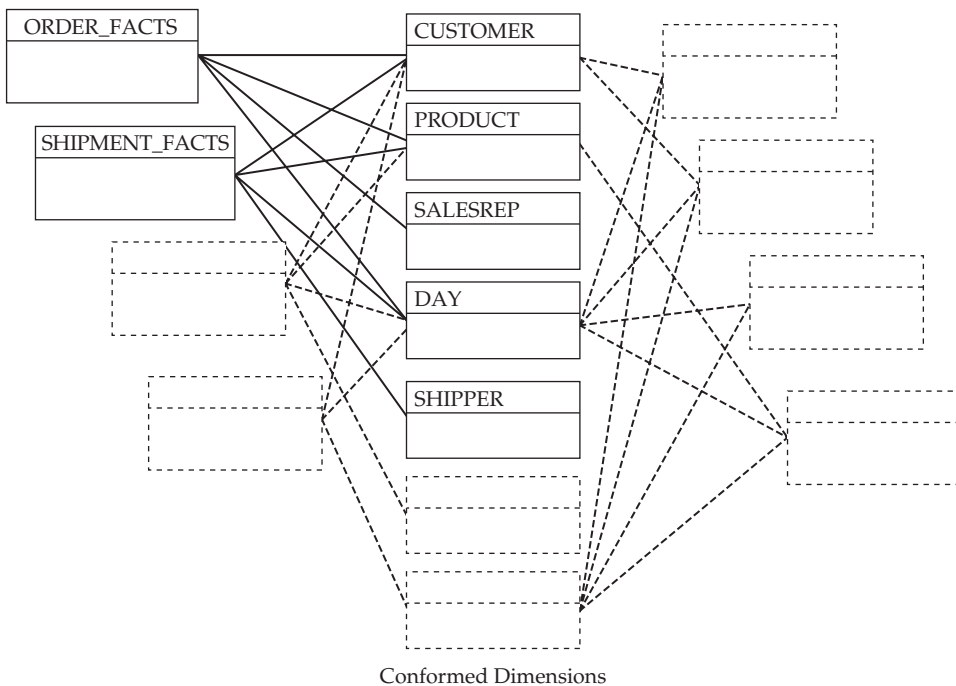 ORDER_FACTS
SHIPMENT_FACTS
CUSTOMER
PRODUCT
SALESREP
DAY
SHIPPER
Conformed Dimensions